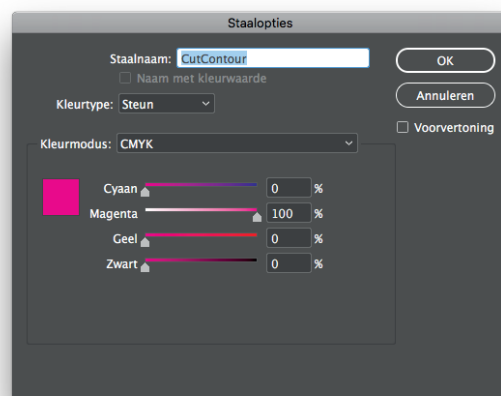 Staalopties
Staalnaam: CutContour
Naam met kleurwaarde
Kleurtype: Steun
OK
Annuleren
Voorvertoning
Kleurmodus: CMYK
Cyaan 0 %
Magenta 100 %
Geel 0 %
Zwart 0 %